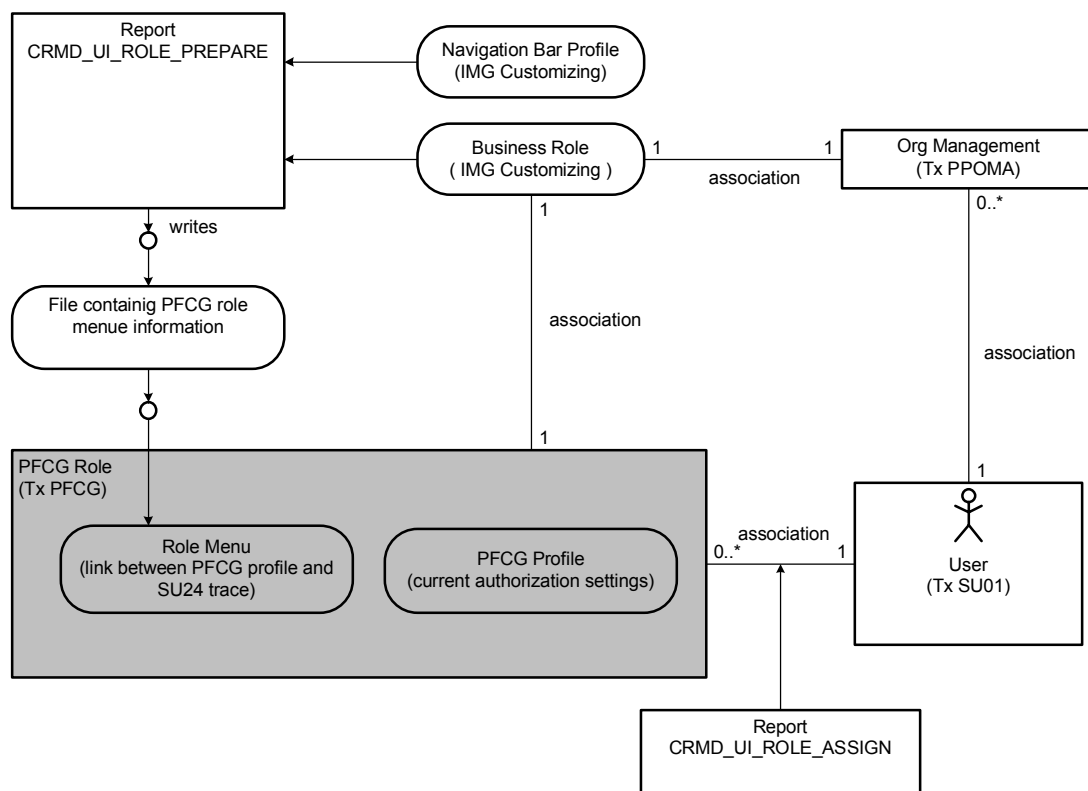 Report
CRMD_UI_ROLE_PREPARE
Navigation Bar Profile
(IMG Customizing)
Business Role
( IMG Customizing )
1
association
1
Org Management
(Tx PPOMA)
1
0..*
writes
File containig PFCG role
menue information
association
association
1
1
PFCG Role
(Tx PFCG)
Role Menu
(link between PFCG profile and
SU24 trace)
PFCG Profile
(current authorization settings)
association
0..*
1
User
(Tx SU01)
Report
CRMD_UI_ROLE_ASSIGN